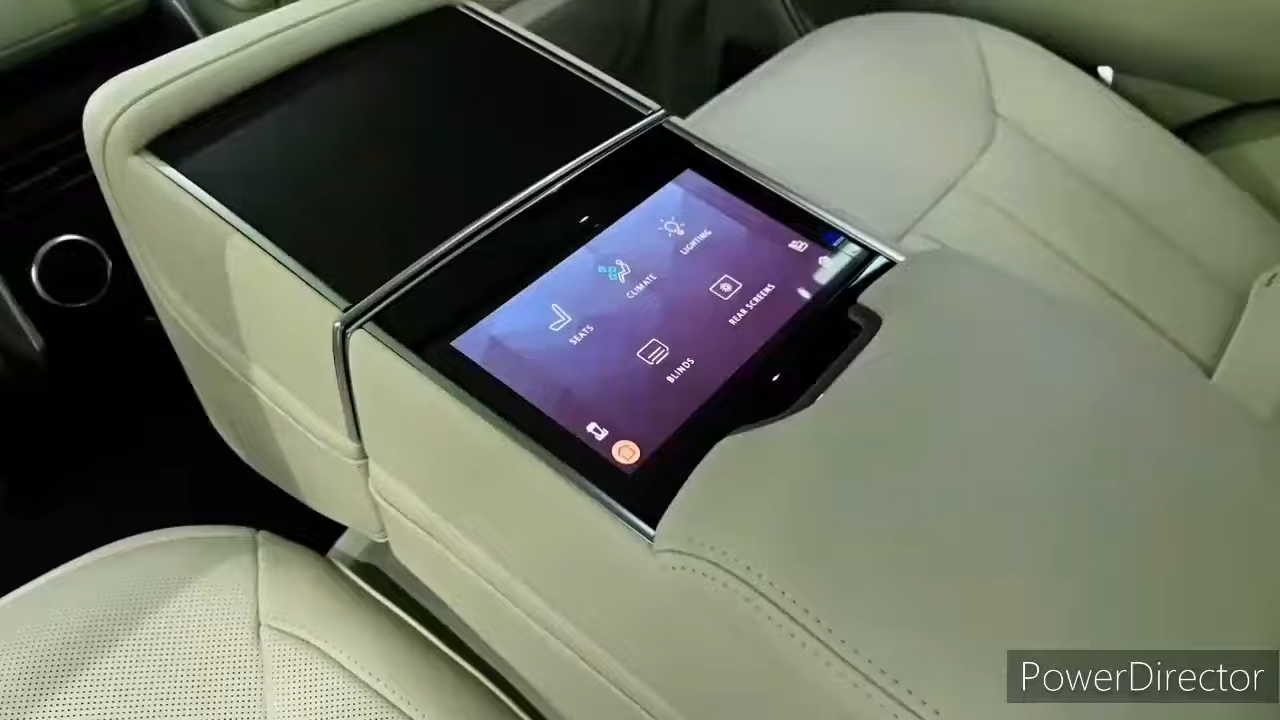 LIGHTING
CLIMATE
SEATS
REAR SCREENS
BLINDS
PowerDirector